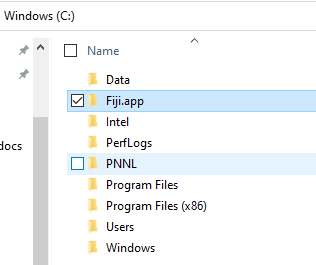 Windows (C:)
Name
Data
Fiji.app
Intel
PerfLogs
docs
PNNL
Program Files
Program Files (x86)
Users
Windows